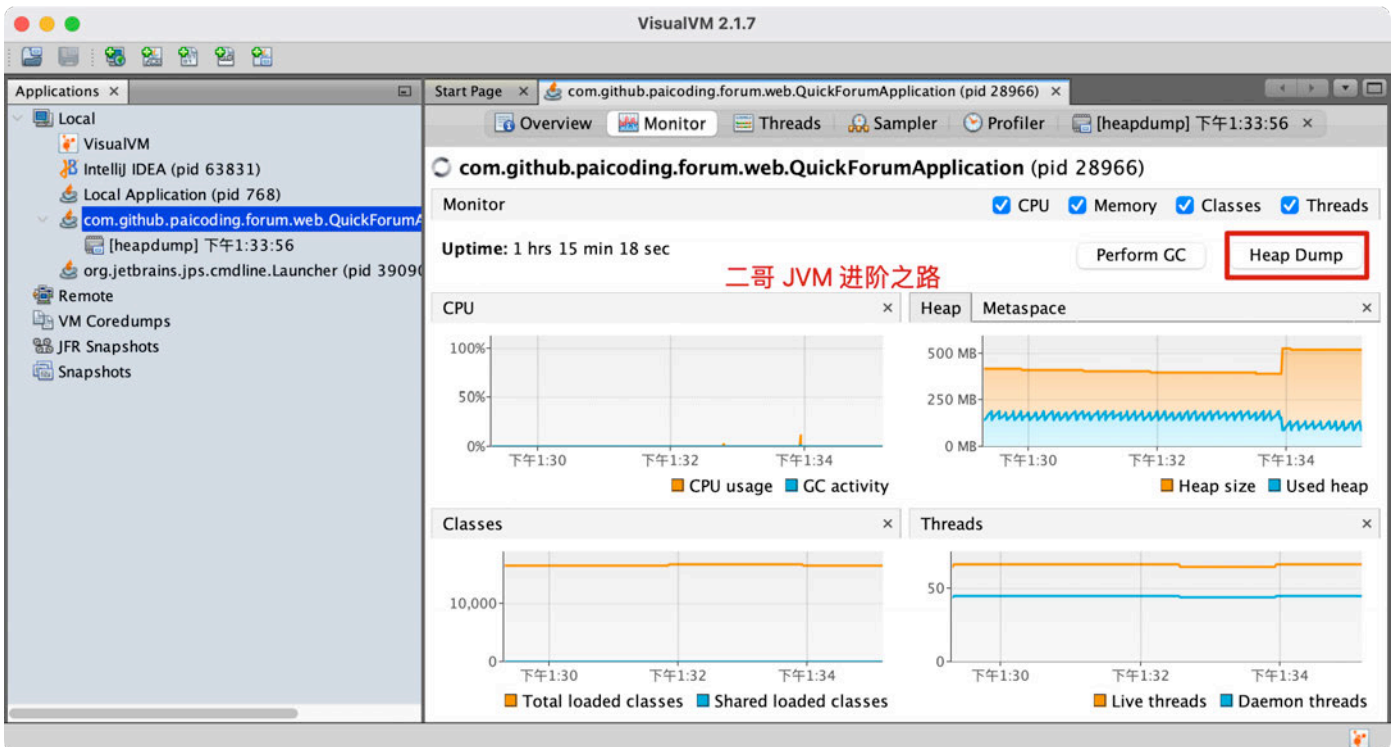 VisualVM 2.1.7
Applications ×
Local
VisualVM
IntelliJ IDEA (pid 63831)
Local Application (pid 768)
com.github.paicoding.forum.web.QuickForumA
[heapdump] 下午1:33:56
org.jetbrains.jps.cmdline.Launcher (pid 3909
Remote
VM Coredumps
JFR Snapshots
Snapshots
Start Page × com.github.paicoding.forum.web.QuickForumApplication (pid 28966) ×
Overview Monitor Threads Sampler Profiler [heapdump] 下午1:33:56 ×
com.github.paicoding.forum.web.QuickForumApplication (pid 28966)
Monitor CPU Memory Classes Threads
Uptime: 1 hrs 15 min 18 sec
Perform GC Heap Dump
二哥 JVM 进阶之路
CPU ×
100%
50%
0%
下午1:30 下午1:32 下午1:34
CPU usage GC activity
Heap Metaspace ×
500 MB
250 MB
0 MB
下午1:30 下午1:32 下午1:34
Heap size Used heap
Classes ×
10,000
0
下午1:30 下午1:32 下午1:34
Total loaded classes Shared loaded classes
Threads ×
50
0
下午1:30 下午1:32 下午1:34
Live threads Daemon threads